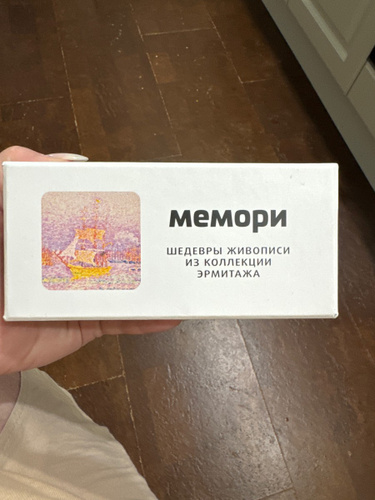 мемори
ШЕДЕВРЫ ЖИВОПИСИ
ИЗ КОЛЛЕКЦИИ
ЭРМИТАЖА